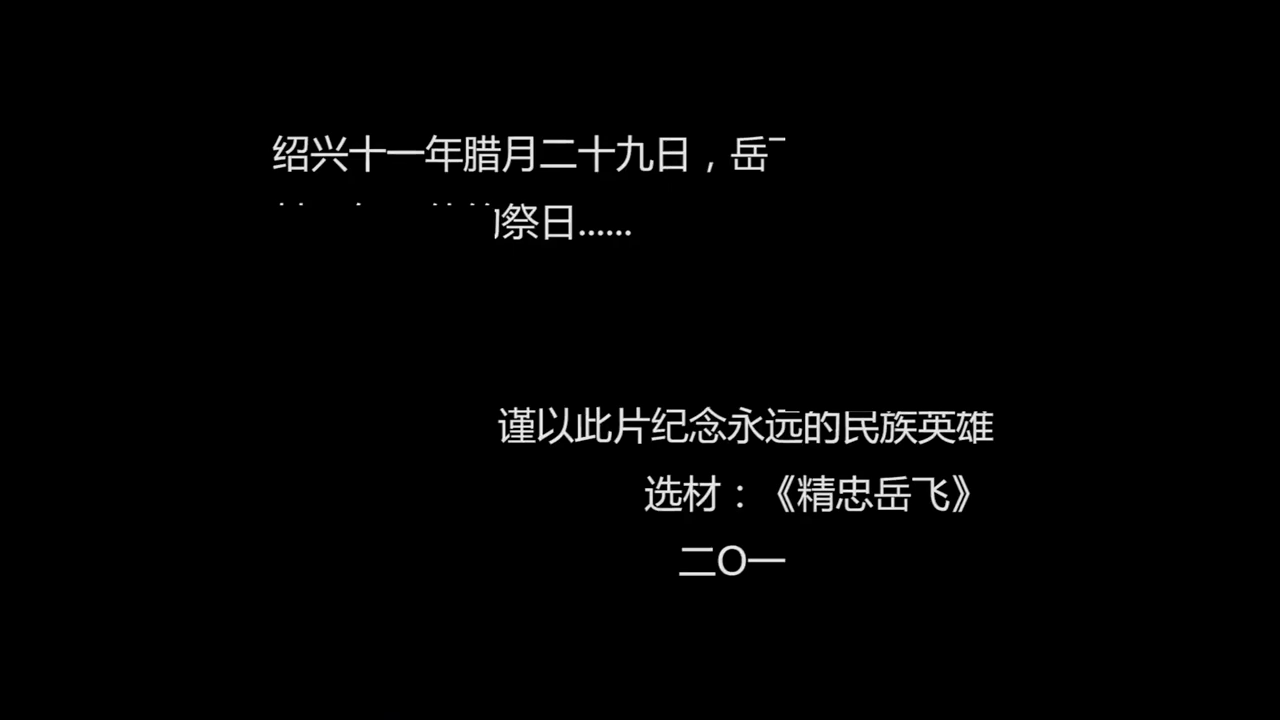 绍兴十一年腊月二十九日，岳
祭日......
谨以此片纪念永远的民族英雄
选材：《精忠岳飞》
二O一